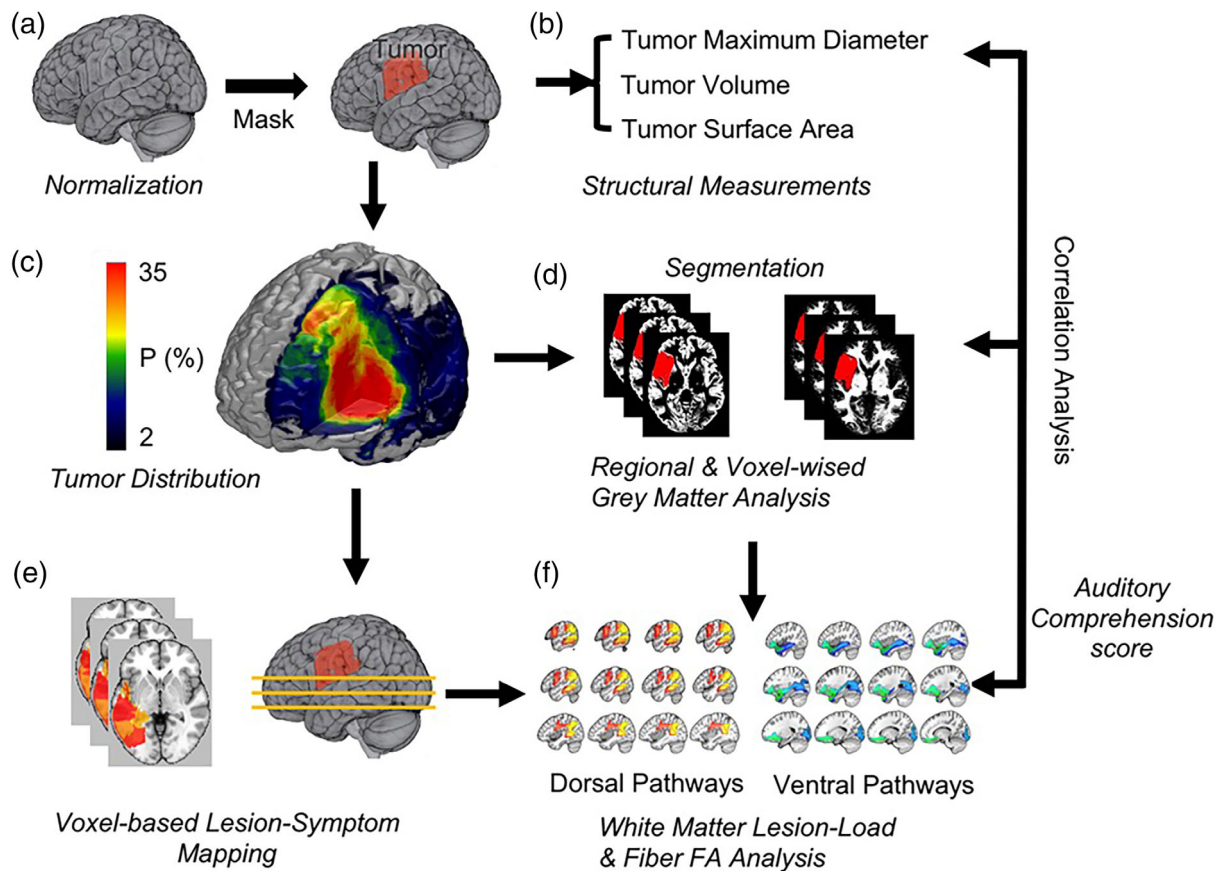 (a)
Tumor
Mask
Normalization
(b)
Tumor Maximum Diameter
Tumor Volume
Tumor Surface Area
Structural Measurements
(c)
35
P (%)
2
Tumor Distribution
(d)
Segmentation
Regional & Voxel-wised
Grey Matter Analysis
Correlation Analysis
(e)
Voxel-based Lesion-Symptom
Mapping
(f)
Dorsal Pathways
Ventral Pathways
White Matter Lesion-Load
& Fiber FA Analysis
Auditory
Comprehension
score